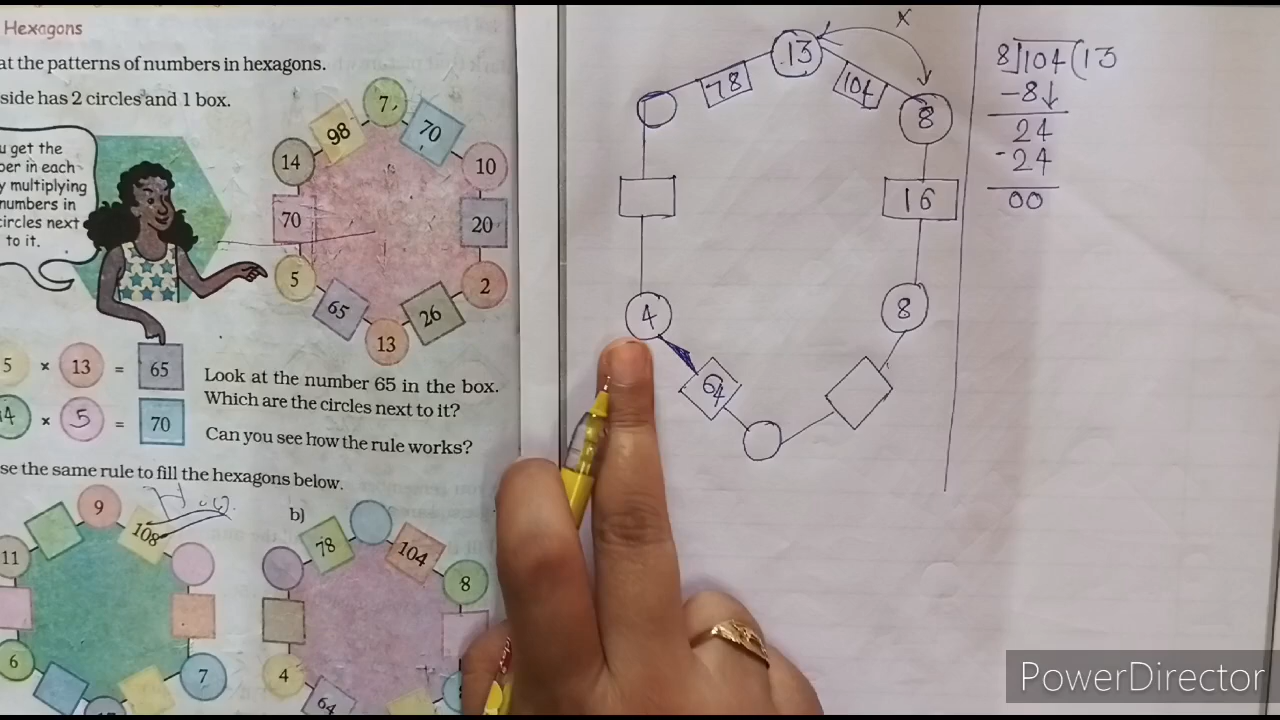 Hexagons
at the patterns of numbers in hexagons.
side has 2 circles and 1 box.
u get the
ber in each
y multiplying
numbers in
circles next
to it.
7
98
70
14
10
70
20
5
2
65
26
13
5 × 13 = 65
4 × 5 = 70
Look at the number 65 in the box.
Which are the circles next to it?
Can you see how the rule works?
se the same rule to fill the hexagons below.
9
108
11
6
7
b)
78
104
8
4
64
13
×
78
104
8
16
4
8
64
8)104(13
-8↓
24
-24
00
PowerDirector